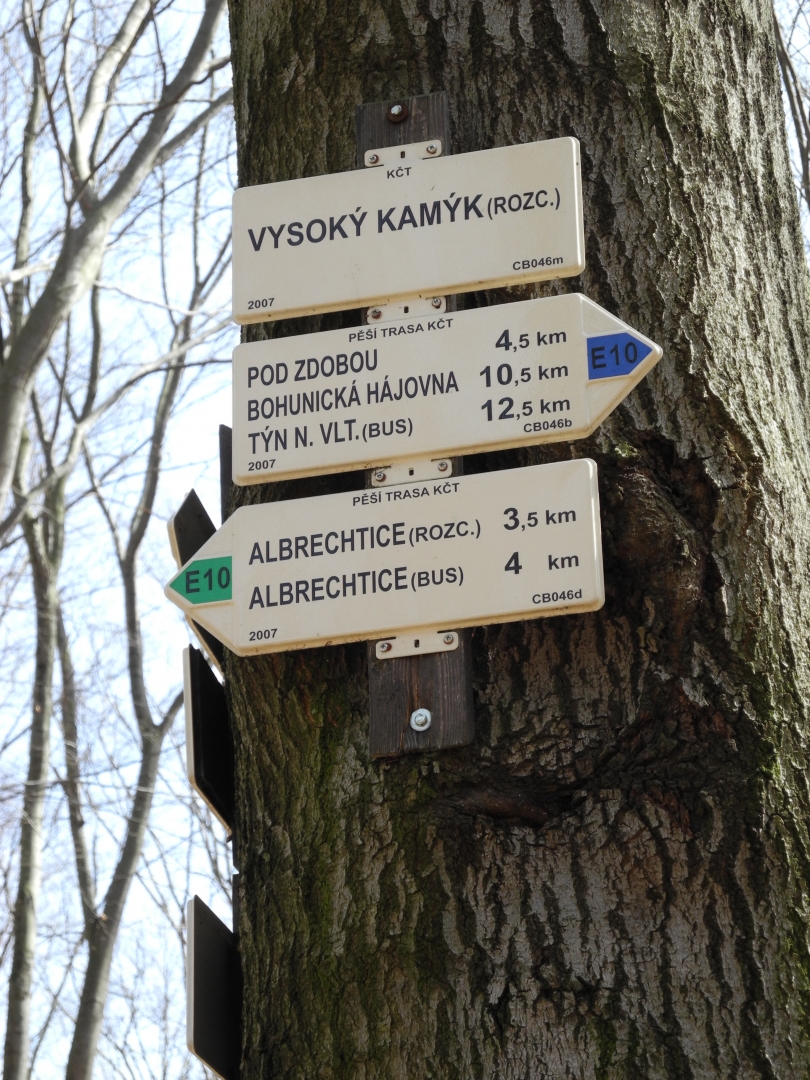 KČT
VYSOKÝ KAMÝK (ROZC.)
CB046m
2007
PĚŠÍ TRASA KČT
POD ZDOBOU 4,5 km
BOHUNICKÁ HÁJOVNA 10,5 km
TÝN N. VLT. (BUS) 12,5 km
E10
CB046b
2007
PĚŠÍ TRASA KČT
ALBRECHTICE (ROZC.) 3,5 km
ALBRECHTICE (BUS) 4 km
E10
CB046d
2007